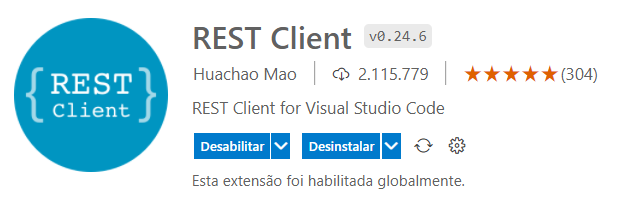 {REST}
Client
REST Client v0.24.6
Huachao Mao 2.115.779 ★★★★★(304)
REST Client for Visual Studio Code
Desabilitar Desinstalar
Esta extensão foi habilitada globalmente.